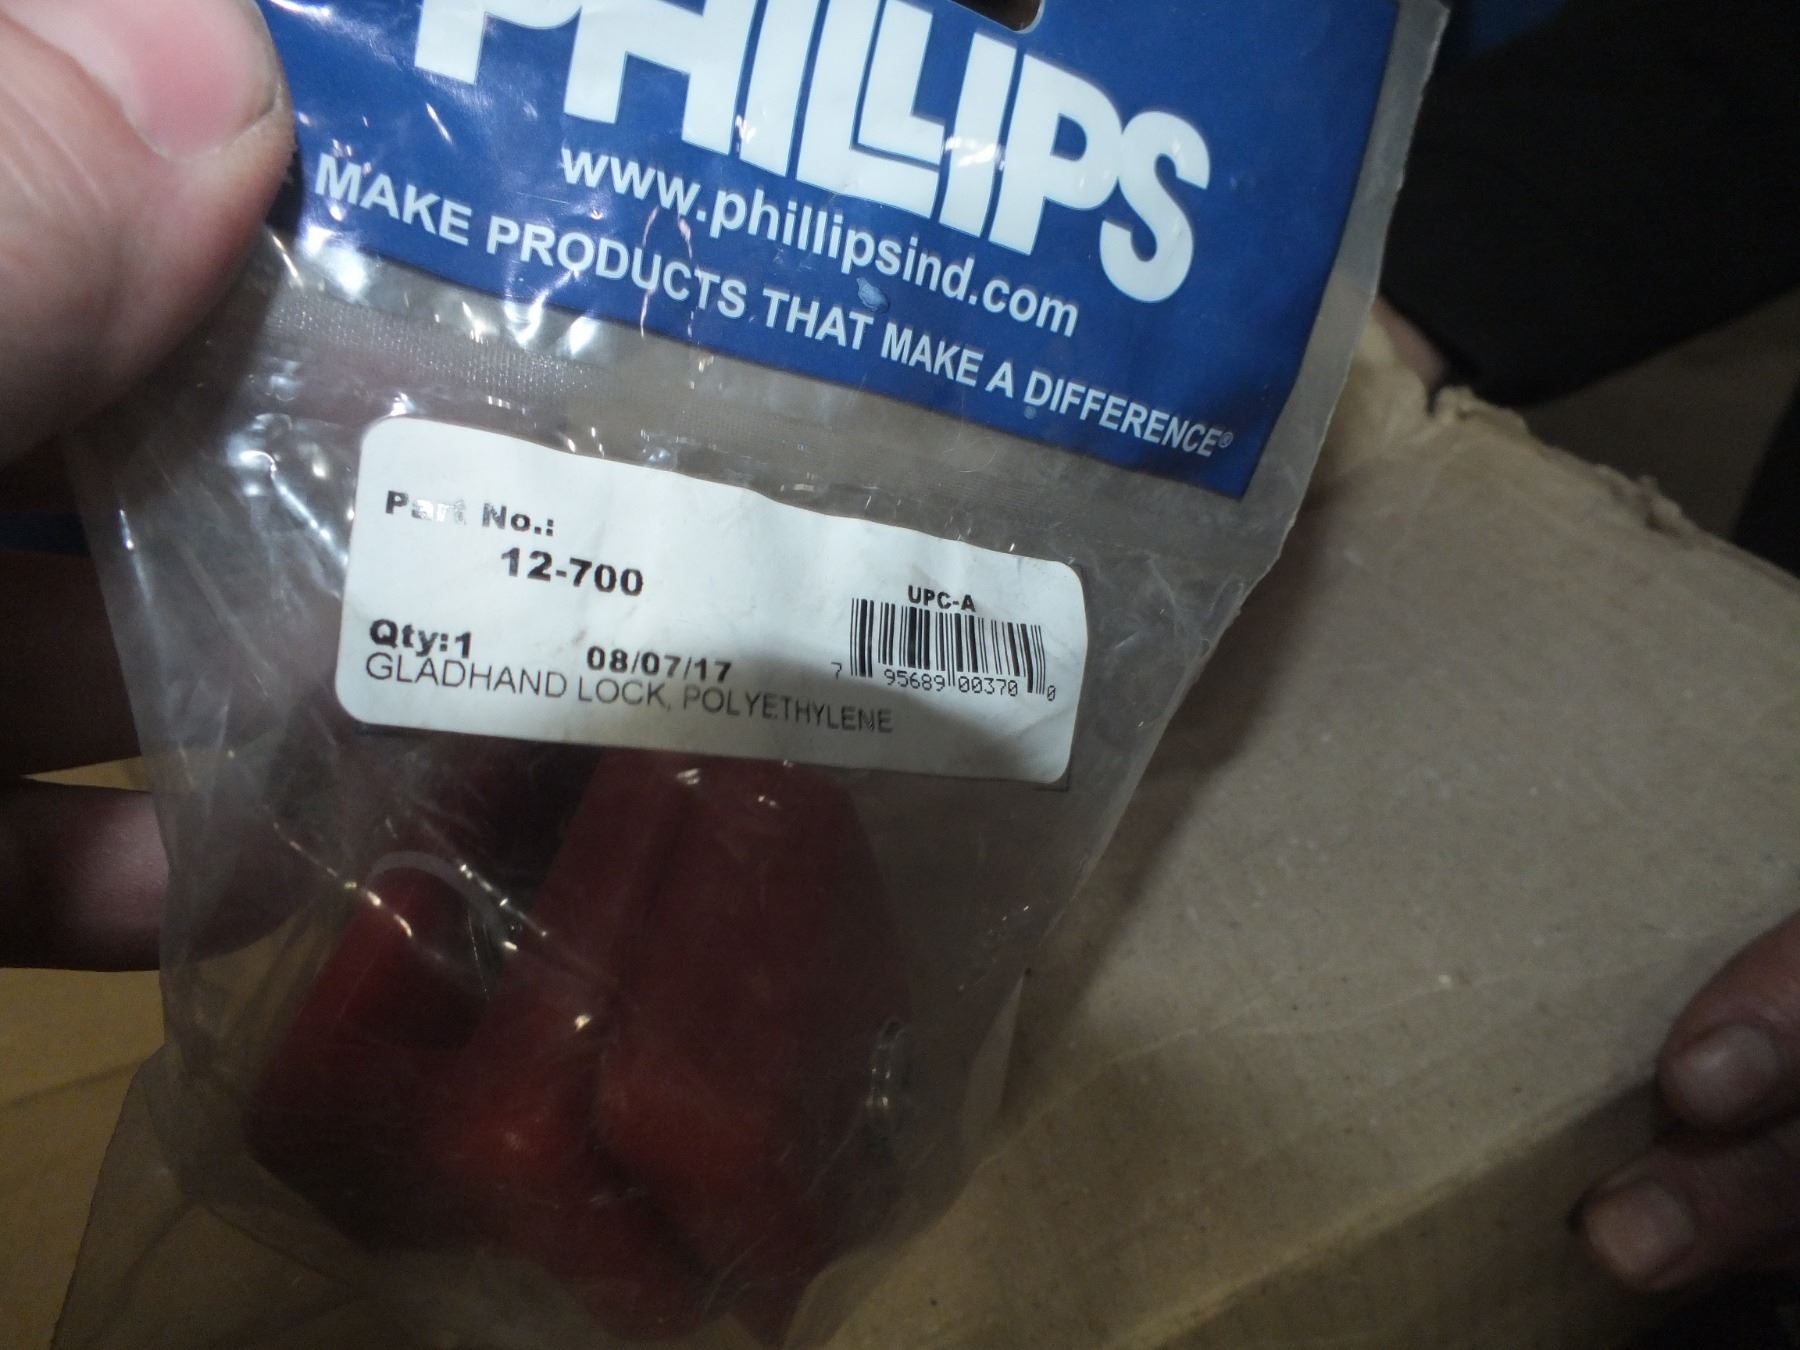 PHILLIPS
www.phillipsind.com
MAKE PRODUCTS THAT MAKE A DIFFERENCE®
Part No.:
12-700
UPC-A
Qty:1 08/07/17
7 95689 00370 0
GLADHAND LOCK, POLYETHYLENE